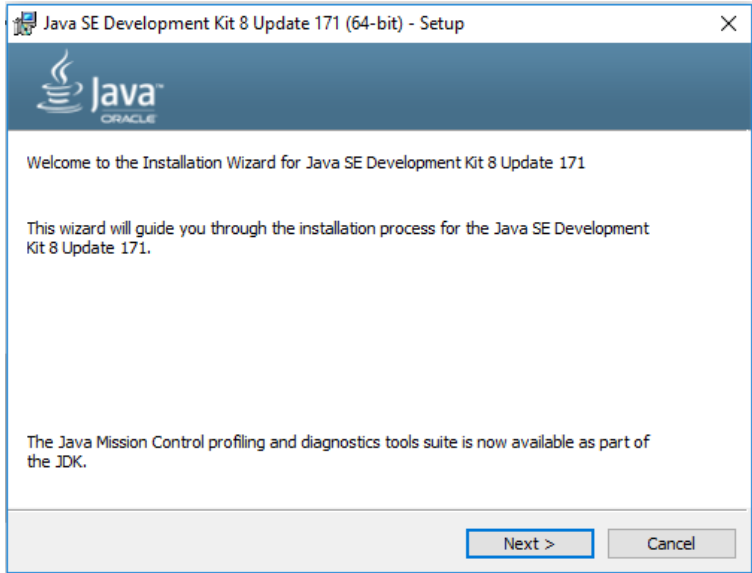 Java SE Development Kit 8 Update 171 (64-bit) - Setup
Java™
ORACLE
Welcome to the Installation Wizard for Java SE Development Kit 8 Update 171
This wizard will guide you through the installation process for the Java SE Development
Kit 8 Update 171.
The Java Mission Control profiling and diagnostics tools suite is now available as part of
the JDK.
Next >
Cancel